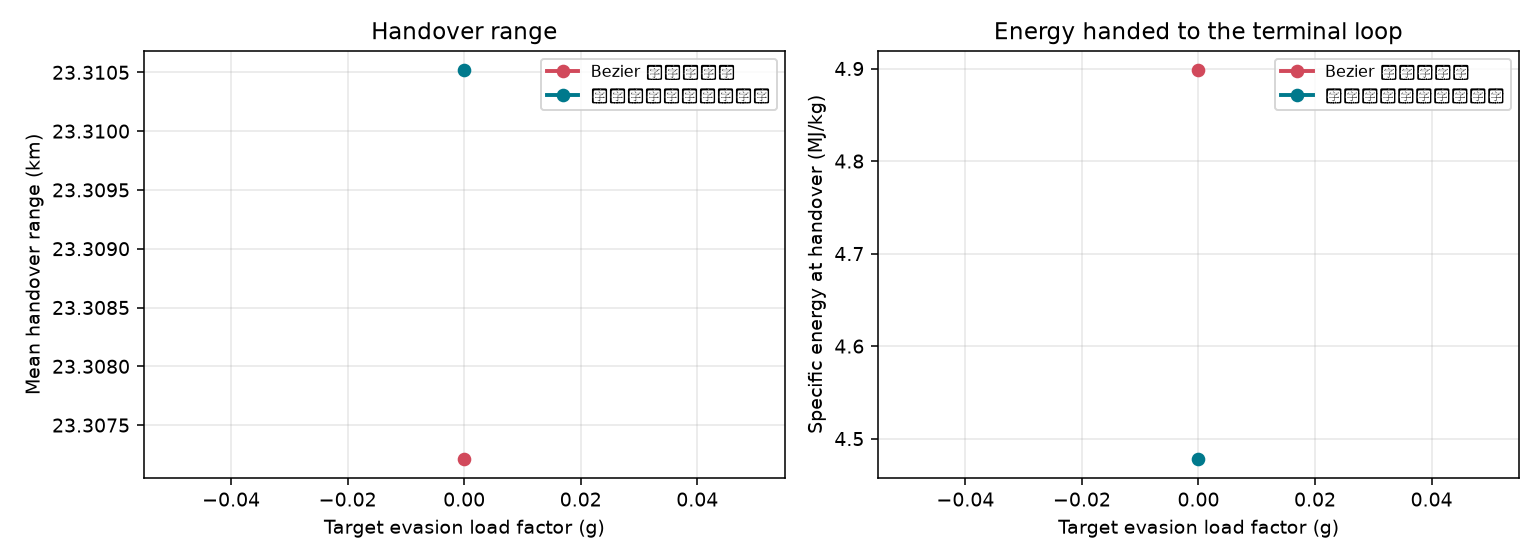 Handover range
Mean handover range (km)
23.3105
23.3100
23.3095
23.3090
23.3085
23.3080
23.3075
−0.04 −0.02 0.00 0.02 0.04
Target evasion load factor (g)
Bezier
Energy handed to the terminal loop
Specific energy at handover (MJ/kg)
4.9
4.8
4.7
4.6
4.5
−0.04 −0.02 0.00 0.02 0.04
Target evasion load factor (g)
Bezier